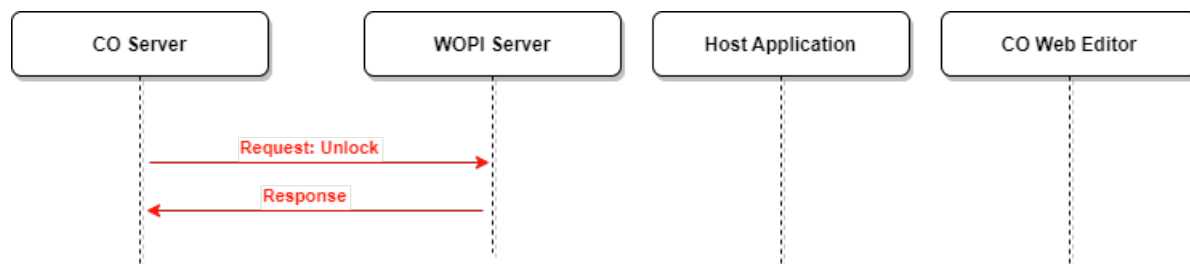 CO Server
WOPI Server
Host Application
CO Web Editor
Request: Unlock
Response